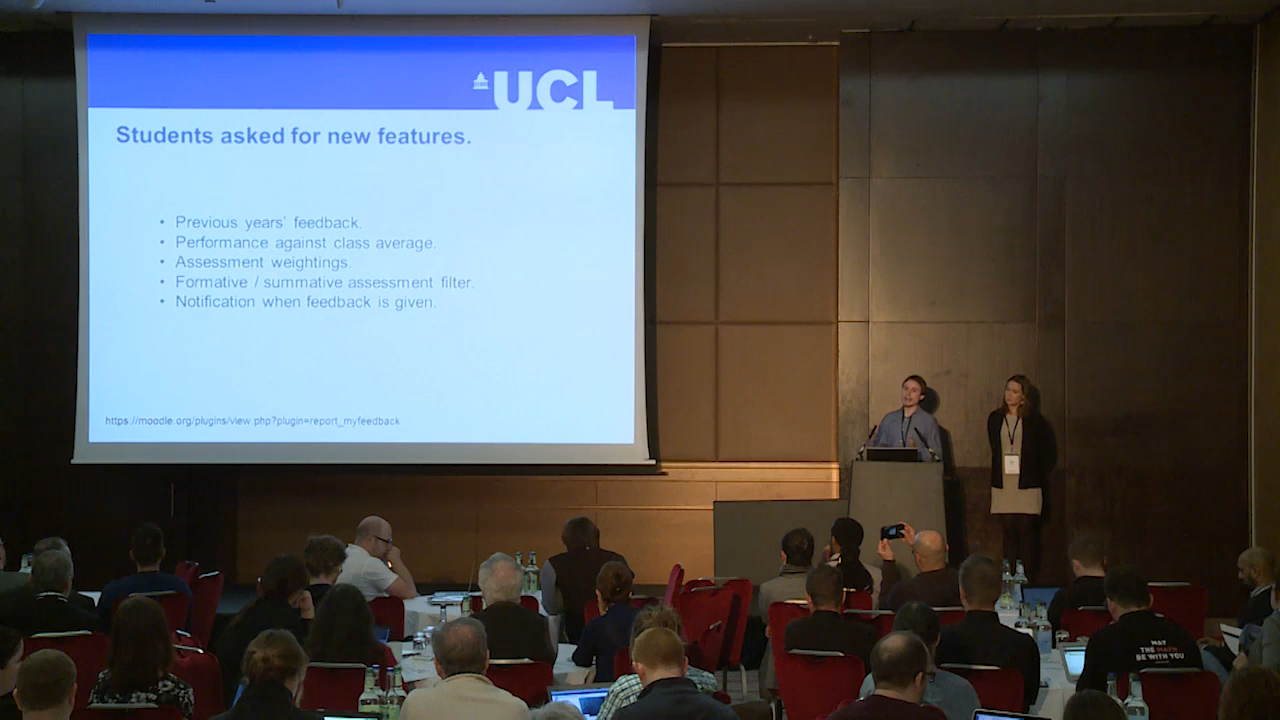 UCL
Students asked for new features.
• Previous years' feedback.
• Performance against class average.
• Assessment weightings.
• Formative / summative assessment filter.
• Notification when feedback is given.
https://moodle.org/plugins/view.php?plugin=report_myfeedback
MAY
THE MATH
BE WITH YOU